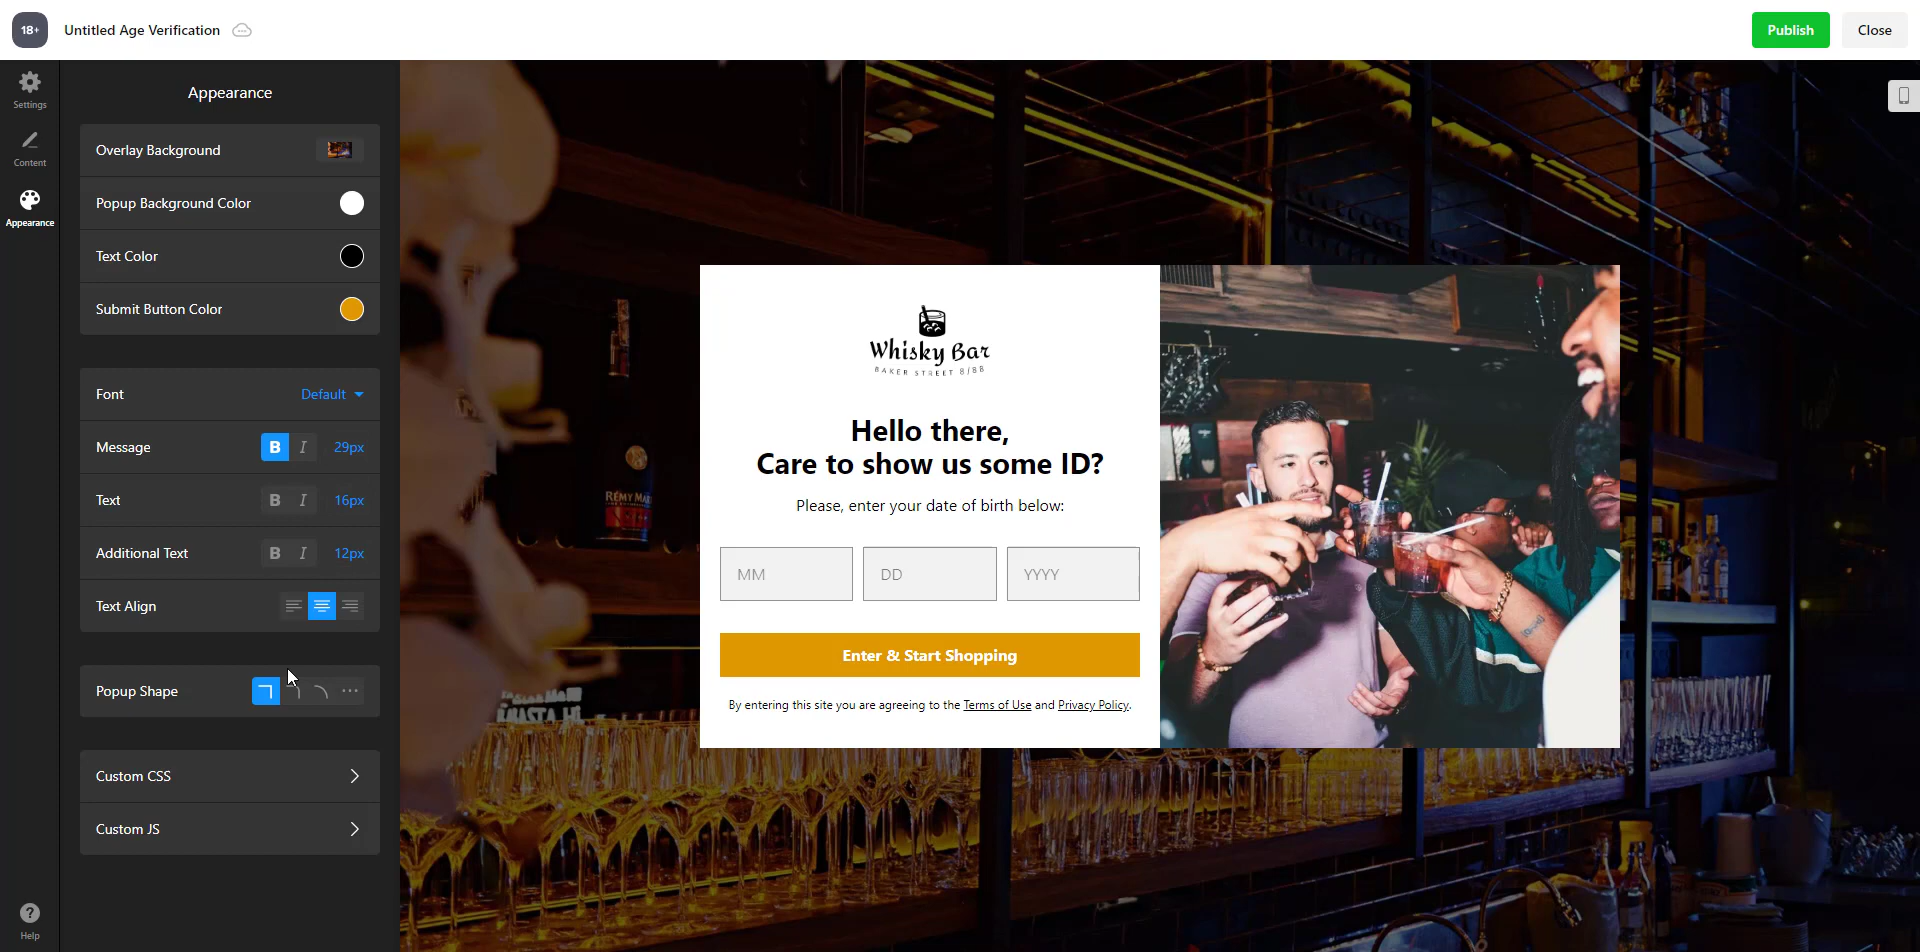 18+
Untitled Age Verification
Publish
Close
Settings
Content
Appearance
Help
Appearance
Overlay Background
Popup Background Color
Text Color
Submit Button Color
Font Default
Message B I 29px
Text B I 16px
Additional Text B I 12px
Text Align
Popup Shape
Custom CSS
Custom JS
Whisky Bar
BAKER STREET 8/8B
Hello there,
Care to show us some ID?
Please, enter your date of birth below:
MM DD YYYY
Enter & Start Shopping
By entering this site you are agreeing to the Terms of Use and Privacy Policy.